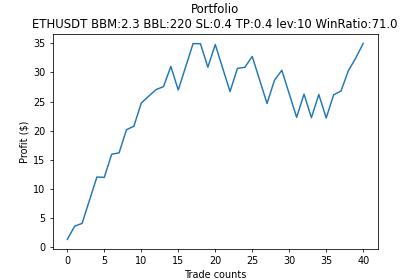 Portfolio
ETHUSDT BBM:2.3 BBL:220 SL:0.4 TP:0.4 lev:10 WinRatio:71.0
Profit ($)
35
30
25
20
15
10
5
0
0 5 10 15 20 25 30 35 40
Trade counts